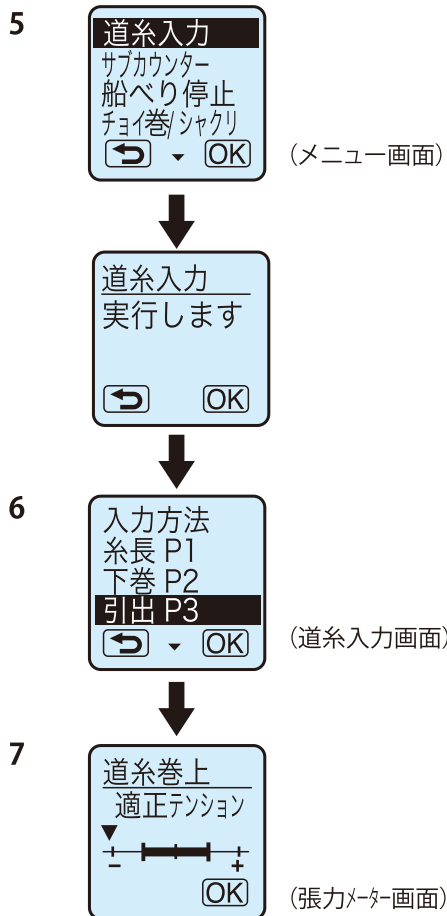 5
道糸入力
サブカウンター
船べり停止
チョイ巻/シャクリ
OK
(メニュー画面)
道糸入力
実行します
OK
6
入力方法
糸長 P1
下巻 P2
引出 P3
OK
(道糸入力画面)
7
道糸巻上
適正テンション
− +
OK
(張力メーター画面)